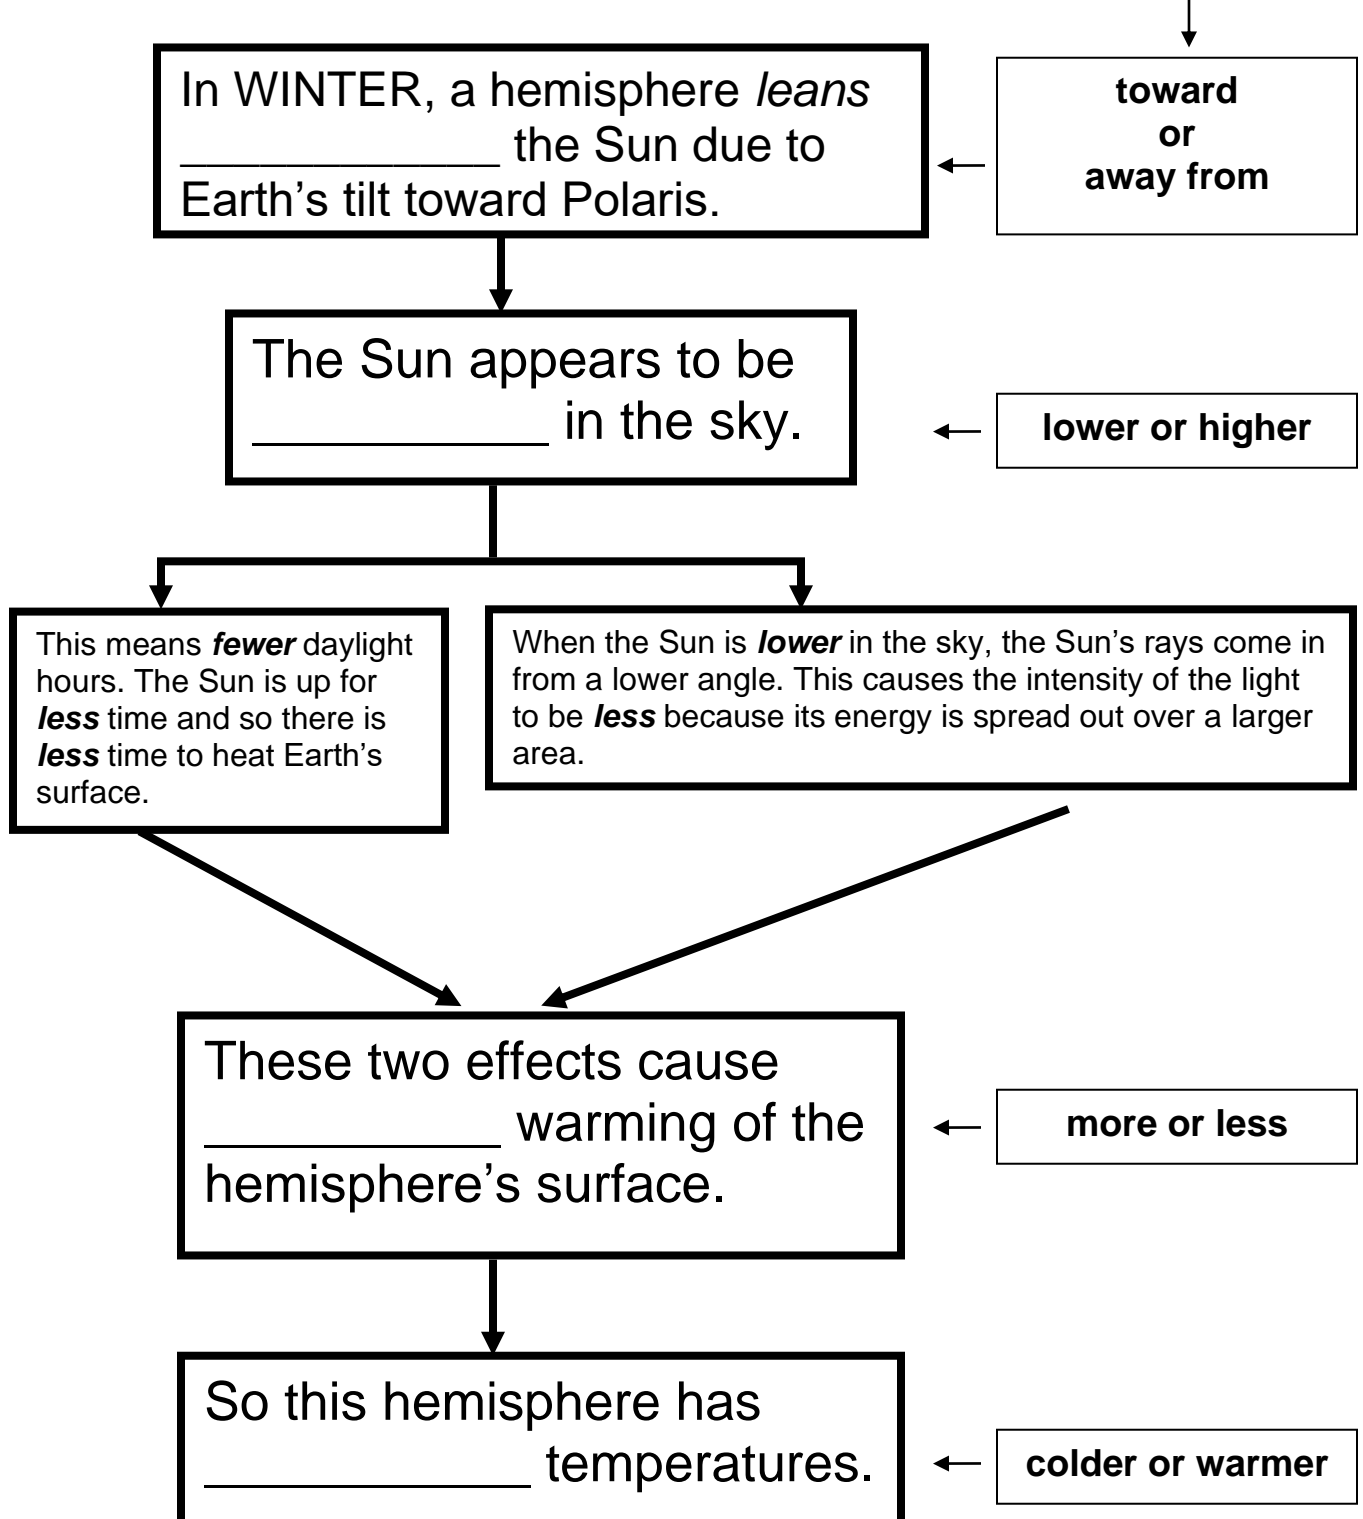 In WINTER, a hemisphere leans
____________ the Sun due to
Earth’s tilt toward Polaris.
toward
or
away from
The Sun appears to be
___________ in the sky.
lower or higher
This means fewer daylight
hours. The Sun is up for
less time and so there is
less time to heat Earth’s
surface.
When the Sun is lower in the sky, the Sun’s rays come in
from a lower angle. This causes the intensity of the light
to be less because its energy is spread out over a larger
area.
These two effects cause
___________ warming of the
hemisphere’s surface.
more or less
So this hemisphere has
____________ temperatures.
colder or warmer